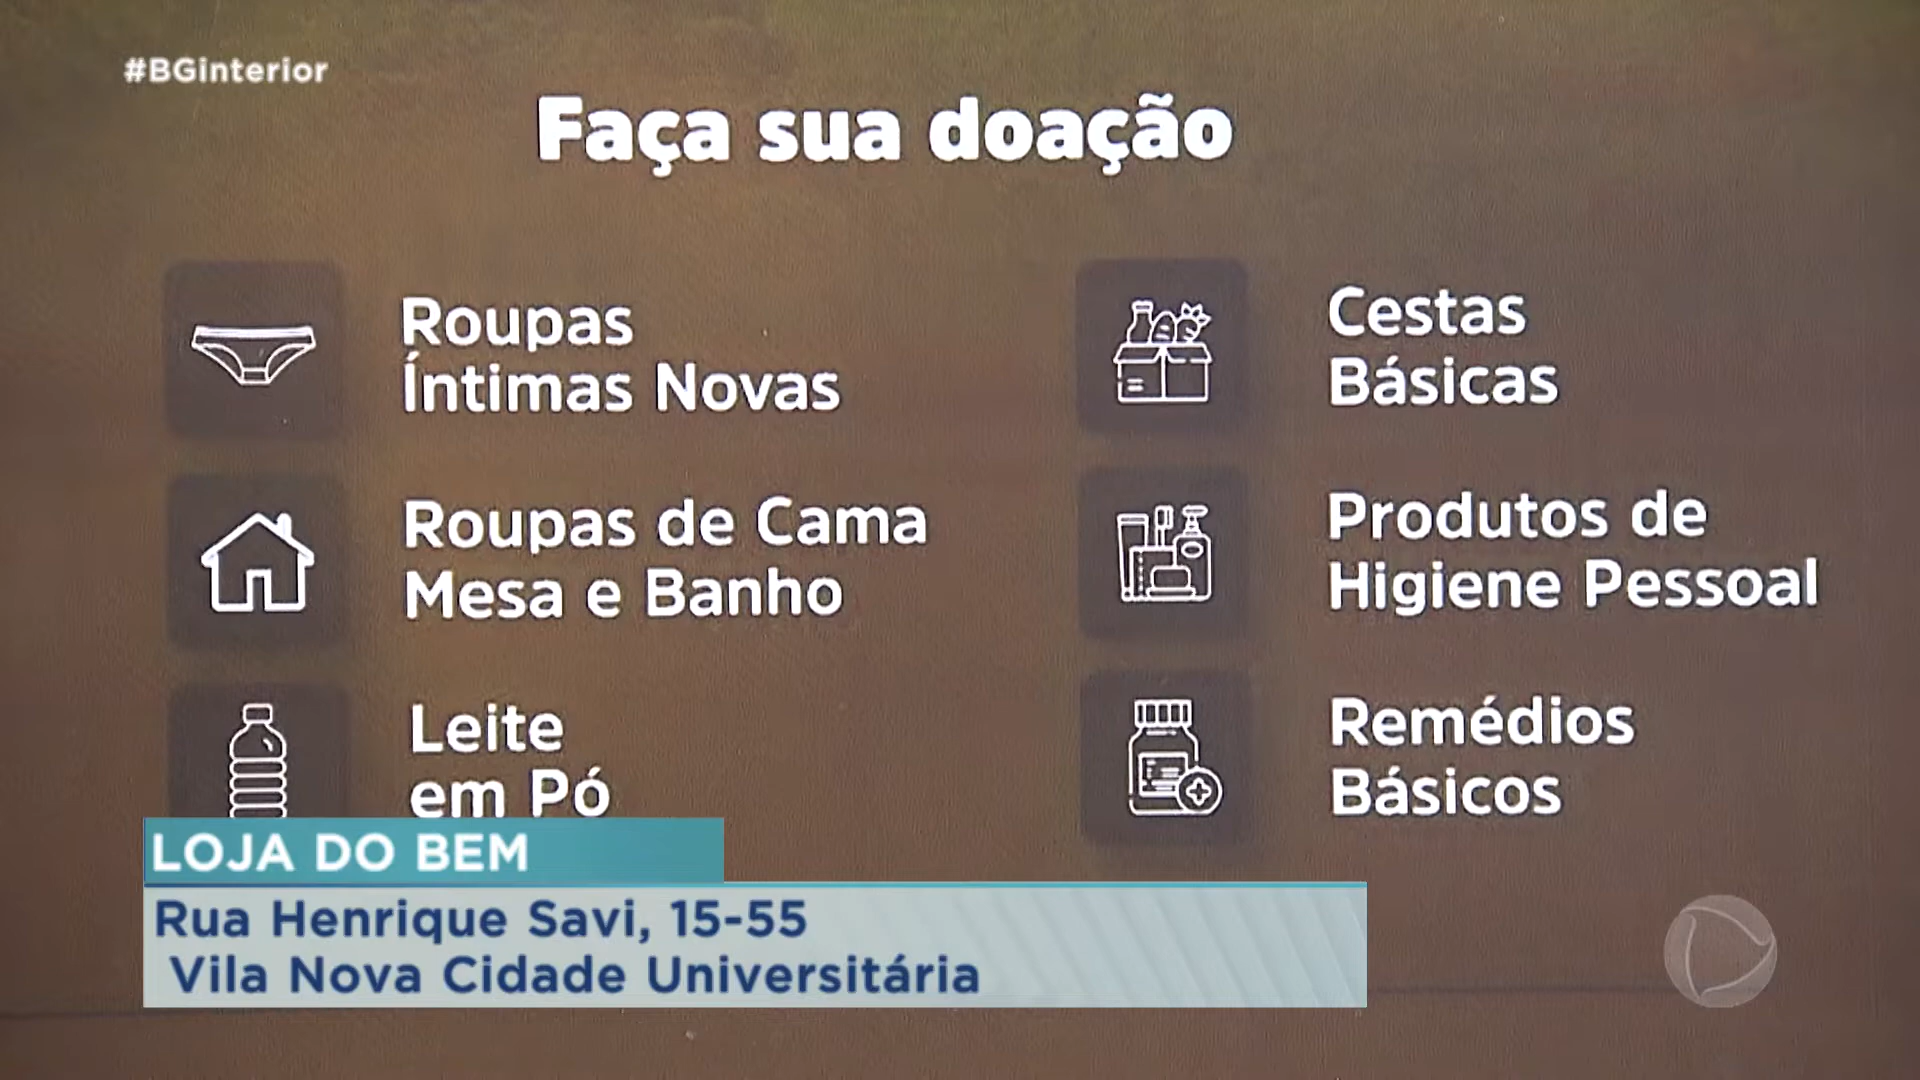 #BGinterior
Faça sua doação
Roupas
Íntimas Novas
Cestas
Básicas
Roupas de Cama
Mesa e Banho
Produtos de
Higiene Pessoal
Leite
em Pó
Remédios
Básicos
LOJA DO BEM
Rua Henrique Savi, 15-55
Vila Nova Cidade Universitária